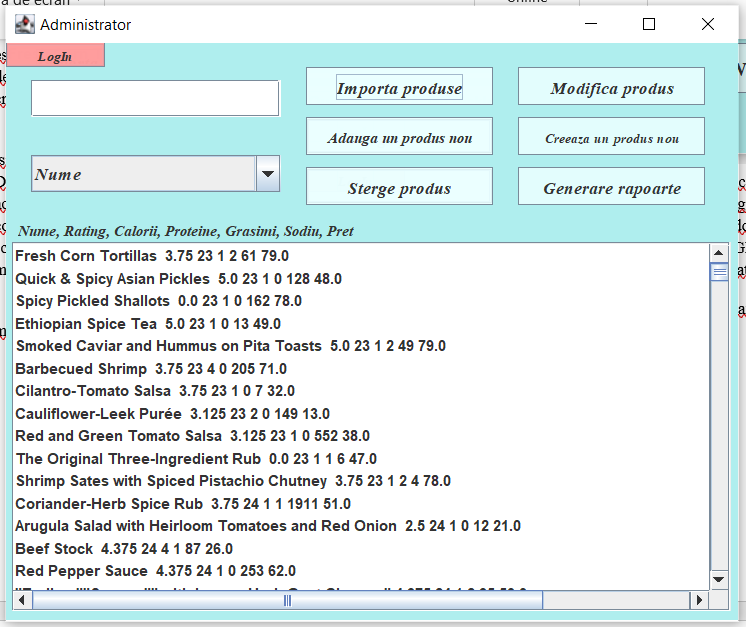 Administrator
LogIn
Importa produse
Modifica produs
Adauga un produs nou
Creeaza un produs nou
Nume
Sterge produs
Generare rapoarte
Nume, Rating, Calorii, Proteine, Grasimi, Sodiu, Pret
Fresh Corn Tortillas 3.75 23 1 2 61 79.0
Quick & Spicy Asian Pickles 5.0 23 1 0 128 48.0
Spicy Pickled Shallots 0.0 23 1 0 162 78.0
Ethiopian Spice Tea 5.0 23 1 0 13 49.0
Smoked Caviar and Hummus on Pita Toasts 5.0 23 1 2 49 79.0
Barbecued Shrimp 3.75 23 4 0 205 71.0
Cilantro-Tomato Salsa 3.75 23 1 0 7 32.0
Cauliflower-Leek Purée 3.125 23 2 0 149 13.0
Red and Green Tomato Salsa 3.125 23 1 0 552 38.0
The Original Three-Ingredient Rub 0.0 23 1 1 6 47.0
Shrimp Sates with Spiced Pistachio Chutney 3.75 23 1 2 4 78.0
Coriander-Herb Spice Rub 3.75 24 1 1 1911 51.0
Arugula Salad with Heirloom Tomatoes and Red Onion 2.5 24 1 0 12 21.0
Beef Stock 4.375 24 4 1 87 26.0
Red Pepper Sauce 4.375 24 1 0 253 62.0